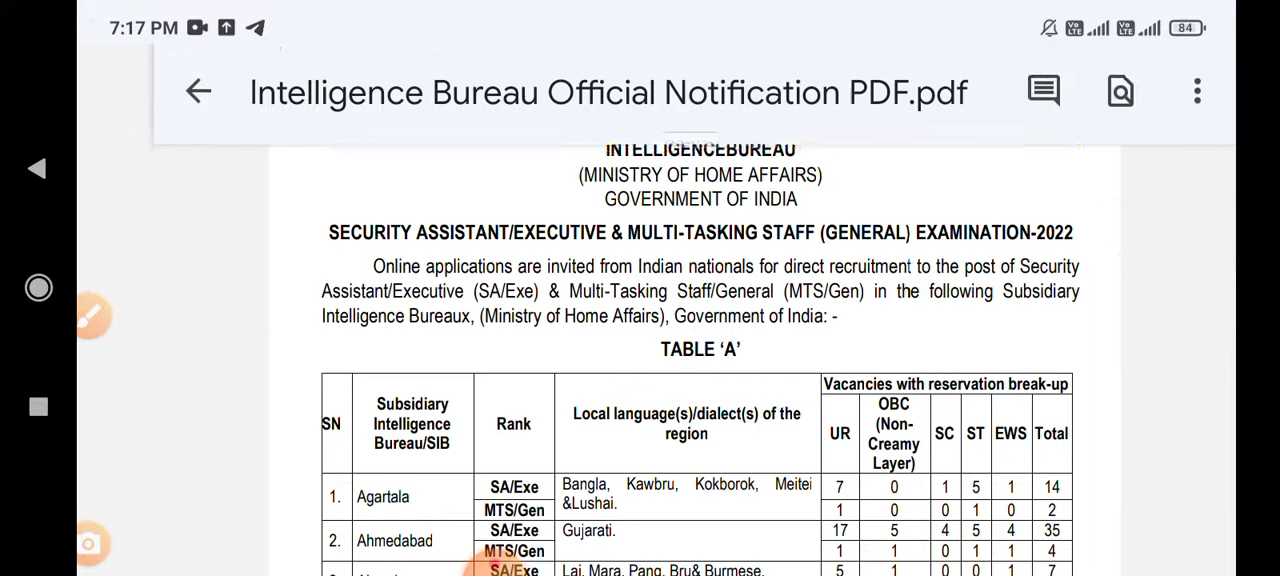 7:17 PM
84
Intelligence Bureau Official Notification PDF.pdf
INTELLIGENCEBUREAU
(MINISTRY OF HOME AFFAIRS)
GOVERNMENT OF INDIA
SECURITY ASSISTANT/EXECUTIVE & MULTI-TASKING STAFF (GENERAL) EXAMINATION-2022
Online applications are invited from Indian nationals for direct recruitment to the post of Security
Assistant/Executive (SA/Exe) & Multi-Tasking Staff/General (MTS/Gen) in the following Subsidiary
Intelligence Bureaux, (Ministry of Home Affairs), Government of India: -
TABLE ‘A’
SN
Subsidiary
Intelligence
Bureau/SIB
Rank
Local language(s)/dialect(s) of the
region
Vacancies with reservation break-up
UR
OBC
(Non-
Creamy
Layer)
SC ST EWS Total
1. Agartala
SA/Exe Bangla, Kawbru, Kokborok, Meitei 7 0 1 5 1 14
&Lushai.
MTS/Gen 1 0 0 1 0 2
2. Ahmedabad
SA/Exe Gujarati. 17 5 4 5 4 35
MTS/Gen 1 1 0 1 1 4
SA/Exe Lai, Mara, Pang, Bru& Burmese. 5 1 0 0 1 7